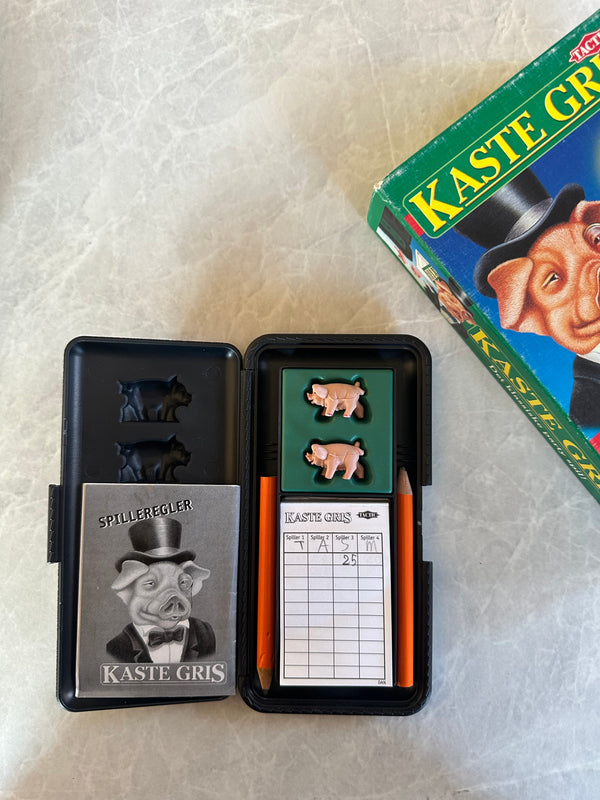 TACTIC
KASTE GRIS
KASTE GRIS
SPILLEREGLER
KASTE GRIS
KASTE GRIS TACTIC
Spiller 1 Spiller 2 Spiller 3 Spiller 4
T A S M
25